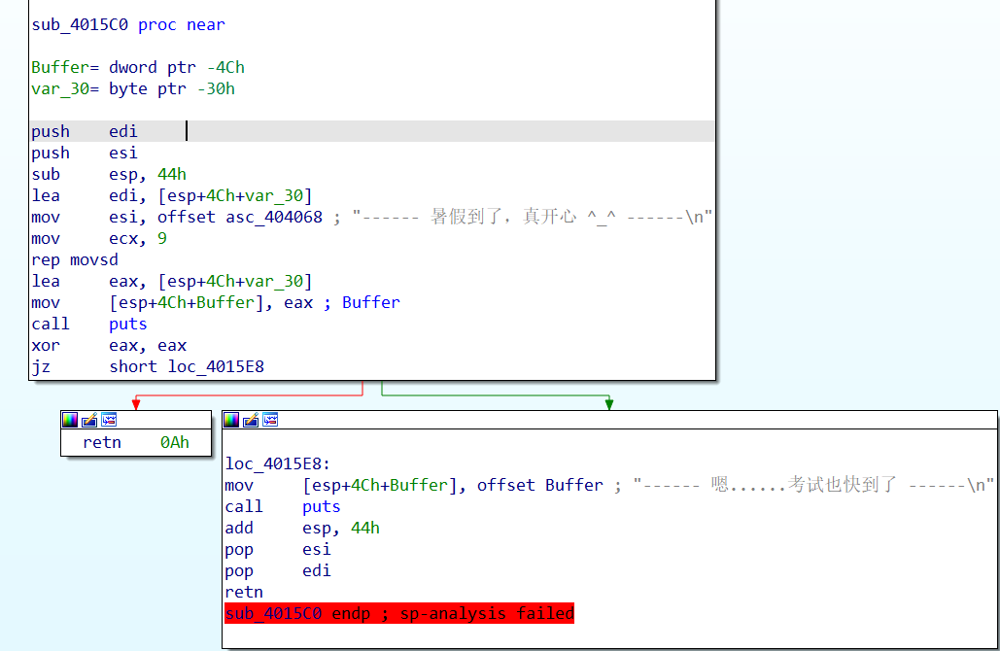 sub_4015C0 proc near
Buffer= dword ptr -4Ch
var_30= byte ptr -30h
push edi
push esi
sub esp, 44h
lea edi, [esp+4Ch+var_30]
mov esi, offset asc_404068 ; "------ 暑假到了，真开心 ^_^ ------\n"
mov ecx, 9
rep movsd
lea eax, [esp+4Ch+var_30]
mov [esp+4Ch+Buffer], eax ; Buffer
call puts
xor eax, eax
jz short loc_4015E8
retn 0Ah
loc_4015E8:
mov [esp+4Ch+Buffer], offset Buffer ; "------ 嗯......考试也快到了 ------\n"
call puts
add esp, 44h
pop esi
pop edi
retn
sub_4015C0 endp ; sp-analysis failed